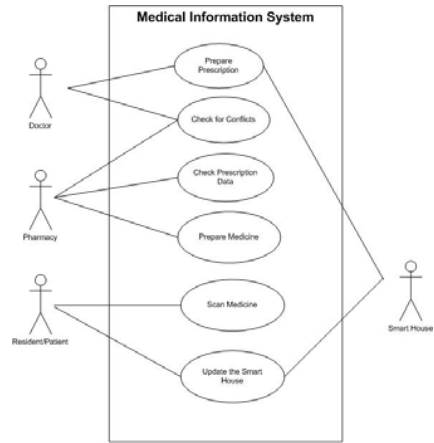 Medical Information System
Prepare
Prescription
Doctor
Check for Conflicts
Check Prescription
Data
Pharmacy
Prepare Medicine
Smart House
Scan Medicine
Resident/Patient
Update the Smart
House